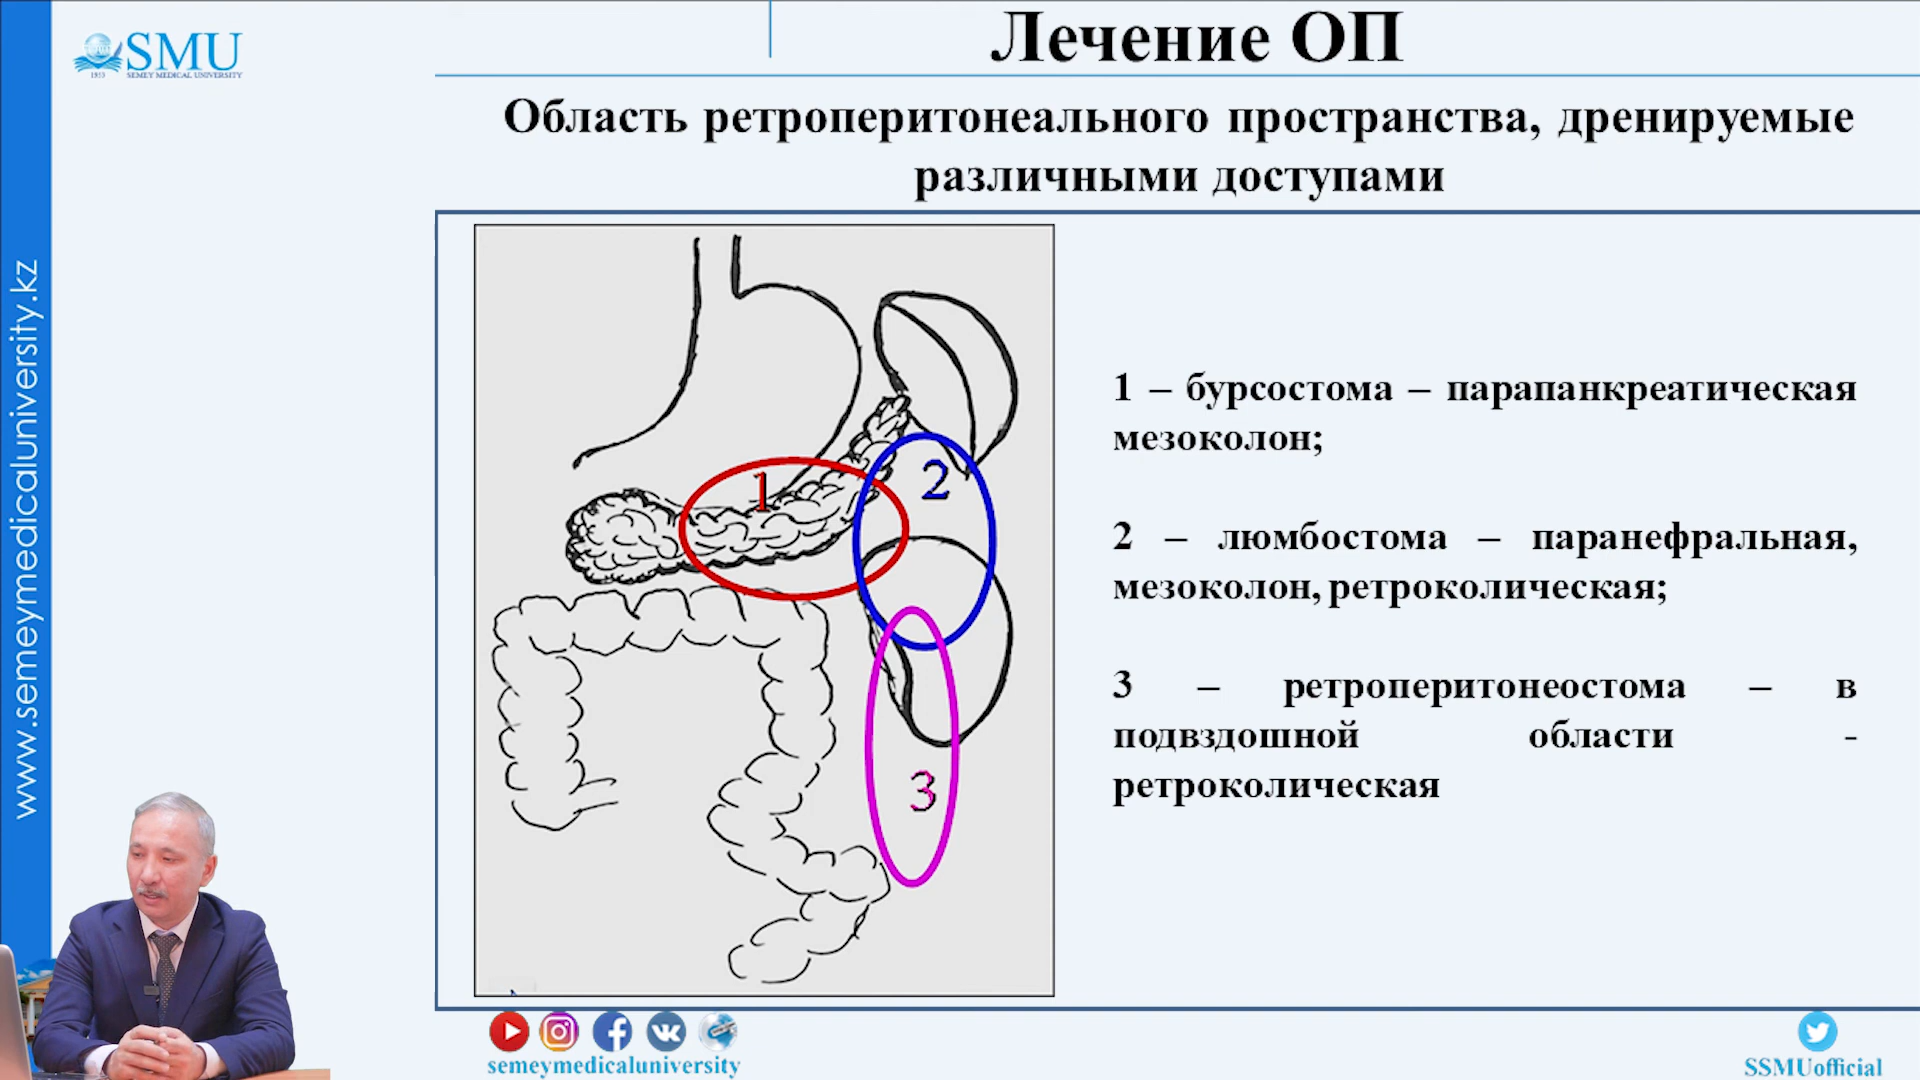 SMU
1953 SEMEY MEDICAL UNIVERSITY
www.semeymedicaluniversity.kz
Лечение ОП
Область ретроперитонеального пространства, дренируемые
различными доступами
1
2
3
1 – бурсостома – парапанкреатическая
мезоколон;
2 – люмбостома – паранефральная,
мезоколон, ретроколическая;
3 – ретроперитонеостома – в
подвздошной области -
ретроколическая
semeymedicaluniversity
SSMUofficial